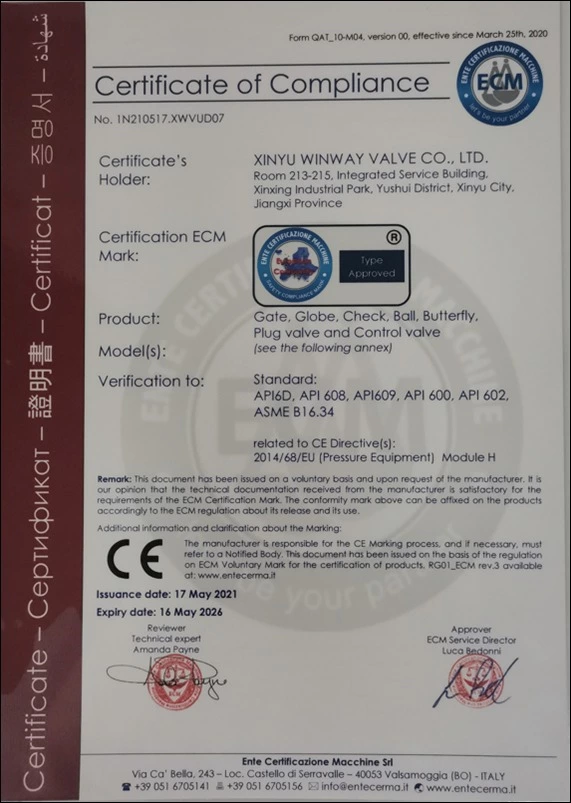 Form QAT_10-M04, version 00, effective since March 25th, 2020
Certificate of Compliance
ENTE CERTIFICAZIONE MACCHINE
ECM
let's be your partner
No. 1N210517.XWVUD07
Certificate's Holder:
XINYU WINWAY VALVE CO., LTD.
Room 213-215, Integrated Service Building,
Xinxing Industrial Park, Yushui District, Xinyu City,
Jiangxi Province
Certification ECM Mark:
ENTE CERTIFICAZIONE MACCHINE
SAFETY COMPLIANCE MARK
®
Type
Approved
Product:
Gate, Globe, Check, Ball, Butterfly,
Plug valve and Control valve
Model(s):
(see the following annex)
Verification to:
Standard:
API6D, API 608, API609, API 600, API 602,
ASME B16.34
related to CE Directive(s):
2014/68/EU (Pressure Equipment) Module H
Remark: This document has been issued on a voluntary basis and upon request of the manufacturer. It is
our opinion that the technical documentation received from the manufacturer is satisfactory for the
requirements of the ECM Certification Mark. The conformity mark above can be affixed on the products
accordingly to the ECM regulation about its release and its use.
Additional information and clarification about the Marking:
CE
The manufacturer is responsible for the CE Marking process, and if necessary, must
refer to a Notified Body. This document has been issued on the basis of the regulation
on ECM Voluntary Mark for the certification of products. RG01_ECM rev.3 available
at: www.entecerma.it
Issuance date: 17 May 2021
Expiry date: 16 May 2026
Reviewer
Technical expert
Amanda Payne
Approver
ECM Service Director
Luca Bedonni
Ente Certificazione Macchine Srl
Via Ca' Bella, 243 – Loc. Castello di Serravalle – 40053 Valsamoggia (BO) - ITALY
+39 051 6705141 +39 051 6705156 info@entecerma.it www.entecerma.it
Certificate – Сертификат – 證明書 – Certificat – 증명서 – شهادة